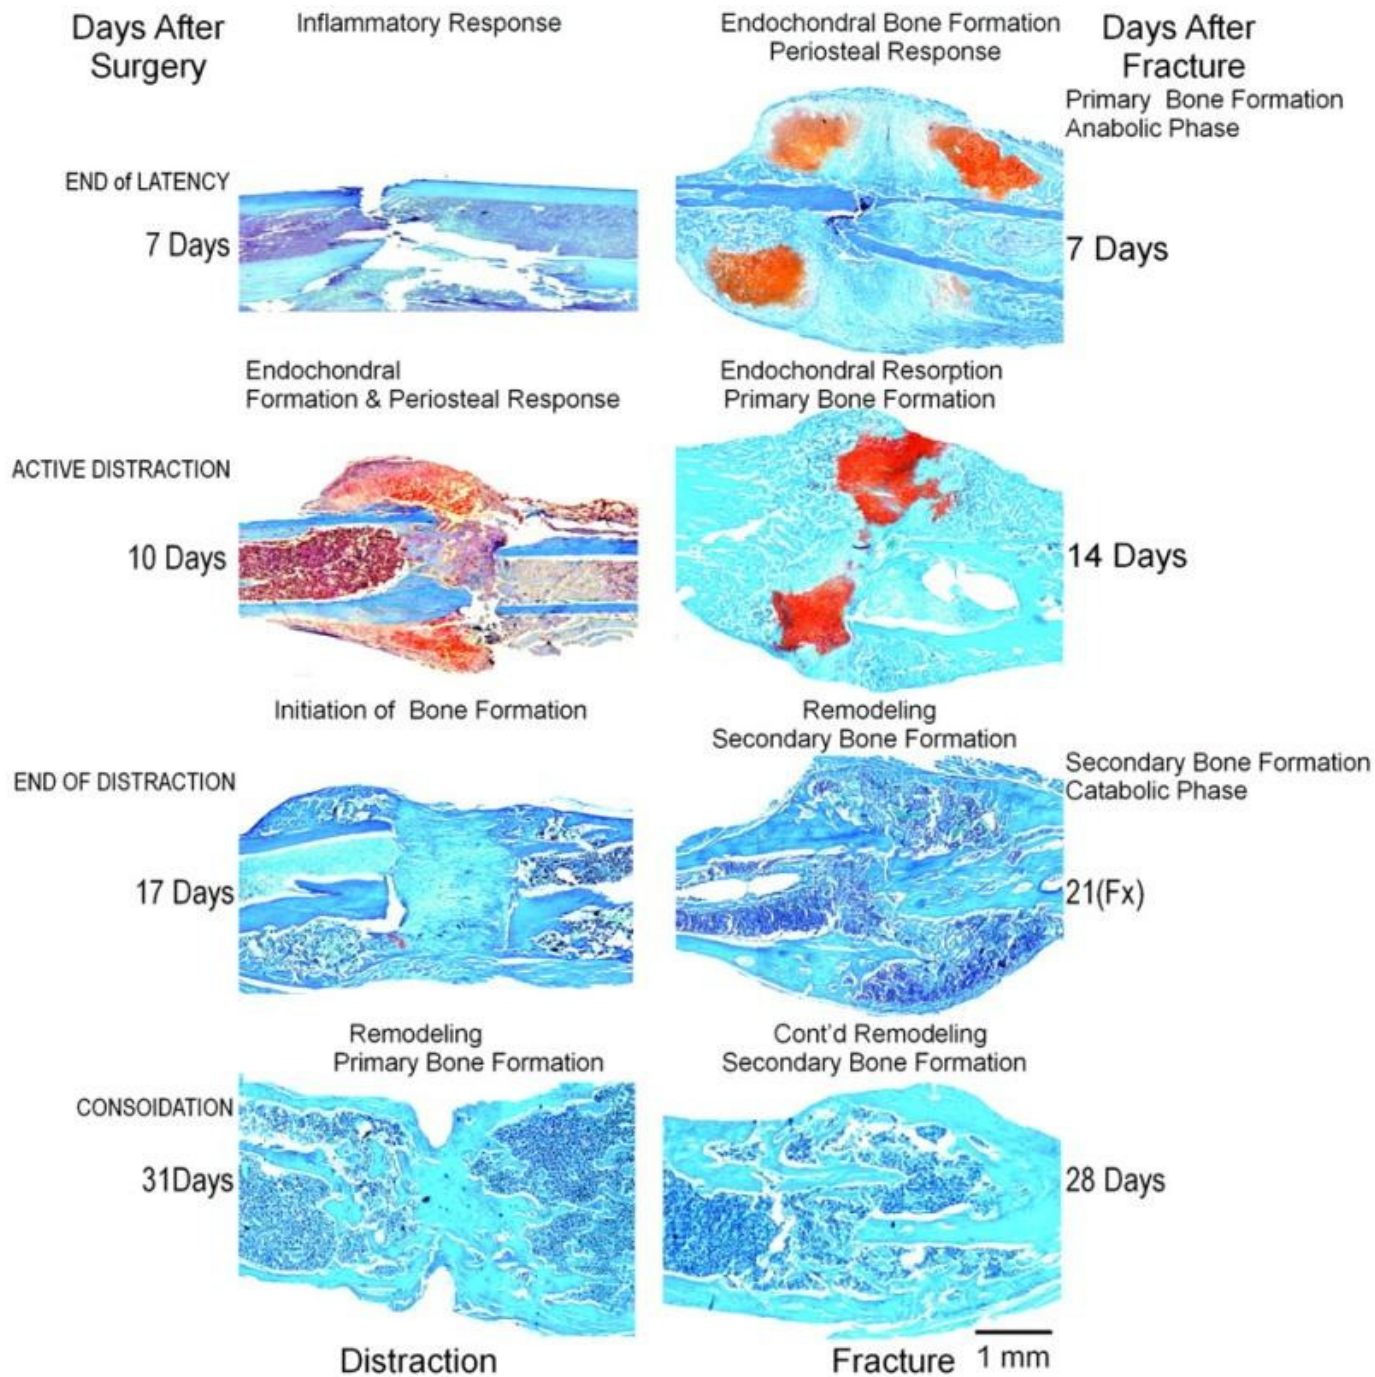 Days After
Surgery
Inflammatory Response
Endochondral Bone Formation
Periosteal Response
Days After
Fracture
Primary Bone Formation
Anabolic Phase
END of LATENCY
7 Days
7 Days
Endochondral
Formation & Periosteal Response
Endochondral Resorption
Primary Bone Formation
ACTIVE DISTRACTION
10 Days
14 Days
Initiation of Bone Formation
Remodeling
Secondary Bone Formation
END OF DISTRACTION
Secondary Bone Formation
Catabolic Phase
17 Days
21(Fx)
Remodeling
Primary Bone Formation
Cont'd Remodeling
Secondary Bone Formation
CONSOIDATION
31Days
28 Days
Distraction
Fracture
1 mm